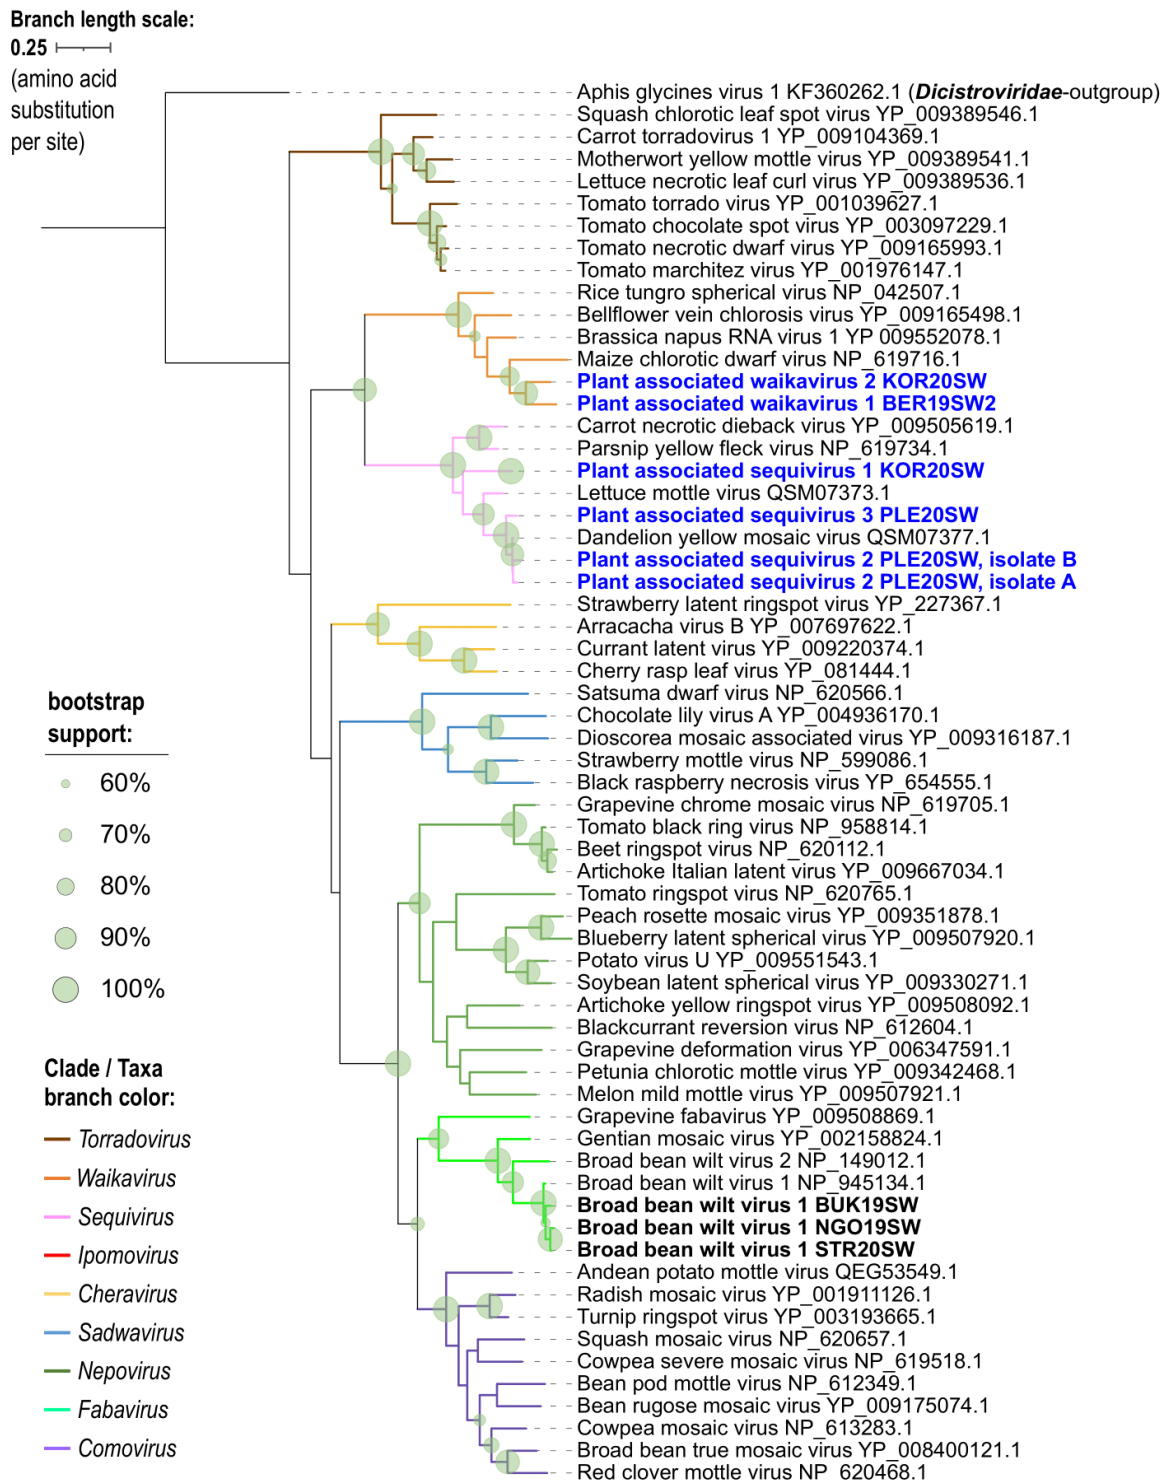 Branch length scale:
0.25
(amino acid
substitution
per site)
Aphis glycines virus 1 KF360262.1 (Dicistroviridae-outgroup)
Squash chlorotic leaf spot virus YP_009389546.1
Carrot torradovirus 1 YP_009104369.1
Motherwort yellow mottle virus YP_009389541.1
Lettuce necrotic leaf curl virus YP_009389536.1
Tomato torrado virus YP_001039627.1
Tomato chocolate spot virus YP_003097229.1
Tomato necrotic dwarf virus YP_009165993.1
Tomato marchitez virus YP_001976147.1
Rice tungro spherical virus NP_042507.1
Bellflower vein chlorosis virus YP_009165498.1
Brassica napus RNA virus 1 YP 009552078.1
Maize chlorotic dwarf virus NP_619716.1
Plant associated waikavirus 2 KOR20SW
Plant associated waikavirus 1 BER19SW2
Carrot necrotic dieback virus YP_009505619.1
Parsnip yellow fleck virus NP_619734.1
Plant associated sequivirus 1 KOR20SW
Lettuce mottle virus QSM07373.1
Plant associated sequivirus 3 PLE20SW
Dandelion yellow mosaic virus QSM07377.1
Plant associated sequivirus 2 PLE20SW, isolate B
Plant associated sequivirus 2 PLE20SW, isolate A
Strawberry latent ringspot virus YP_227367.1
Arracacha virus B YP_007697622.1
Currant latent virus YP_009220374.1
Cherry rasp leaf virus YP_081444.1
Satsuma dwarf virus NP_620566.1
Chocolate lily virus A YP_004936170.1
Dioscorea mosaic associated virus YP_009316187.1
Strawberry mottle virus NP_599086.1
Black raspberry necrosis virus YP_654555.1
Grapevine chrome mosaic virus NP_619705.1
Tomato black ring virus NP_958814.1
Beet ringspot virus NP_620112.1
Artichoke Italian latent virus YP_009667034.1
Tomato ringspot virus NP_620765.1
Peach rosette mosaic virus YP_009351878.1
Blueberry latent spherical virus YP_009507920.1
Potato virus U YP_009551543.1
Soybean latent spherical virus YP_009330271.1
Artichoke yellow ringspot virus YP_009508092.1
Blackcurrant reversion virus NP_612604.1
Grapevine deformation virus YP_006347591.1
Petunia chlorotic mottle virus YP_009342468.1
Melon mild mottle virus YP_009507921.1
Grapevine fabavirus YP_009508869.1
Gentian mosaic virus YP_002158824.1
Broad bean wilt virus 2 NP_149012.1
Broad bean wilt virus 1 NP_945134.1
Broad bean wilt virus 1 BUK19SW
Broad bean wilt virus 1 NGO19SW
Broad bean wilt virus 1 STR20SW
Andean potato mottle virus QEG53549.1
Radish mosaic virus YP_001911126.1
Turnip ringspot virus YP_003193665.1
Squash mosaic virus NP_620657.1
Cowpea severe mosaic virus NP_619518.1
Bean pod mottle virus NP_612349.1
Bean rugose mosaic virus YP_009175074.1
Cowpea mosaic virus NP_613283.1
Broad bean true mosaic virus YP_008400121.1
Red clover mottle virus NP_620468.1
bootstrap
support:
60%
70%
80%
90%
100%
Clade / Taxa
branch color:
Torradovirus
Waikavirus
Sequivirus
Ipomovirus
Cheravirus
Sadwavirus
Nepovirus
Fabavirus
Comovirus